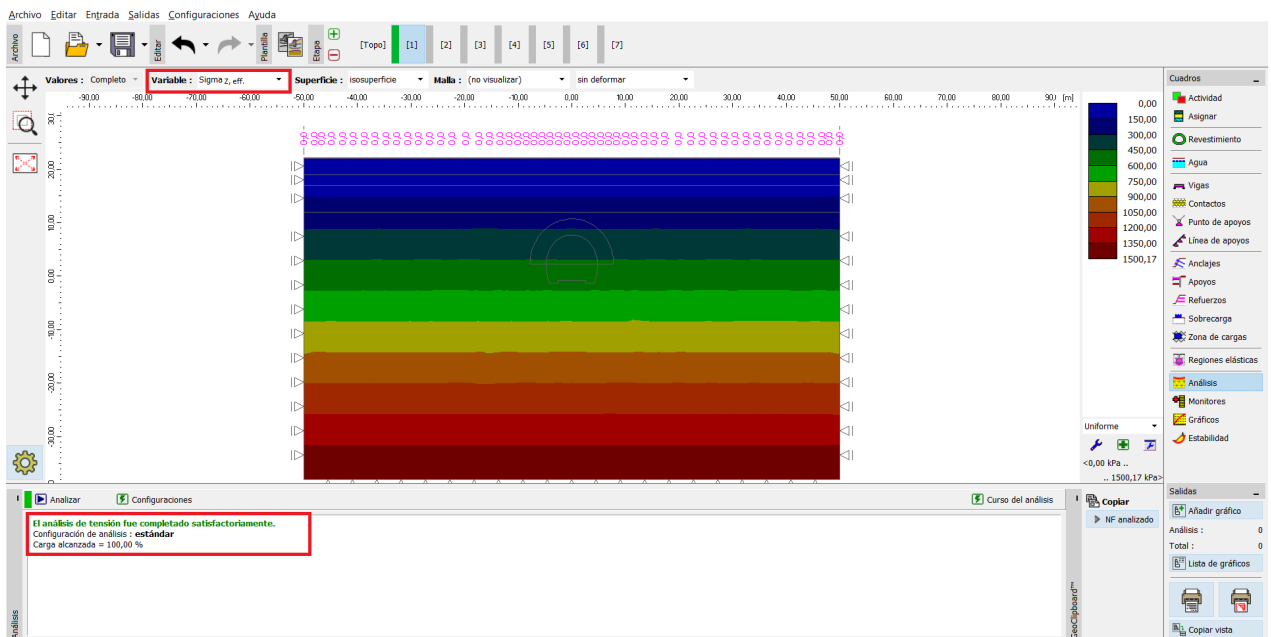 Archivo Editar Entrada Salidas Configuraciones Ayuda
Archivo
Editar
Plantilla
Etapa
[Topo] [1] [2] [3] [4] [5] [6] [7]
Valores : Completo Variable : Sigma z, eff. Superficie : isosuperficie Malla : (no visualizar) sin deformar
-90,00 -80,00 -70,00 -60,00 -50,00 -40,00 -30,00 -20,00 -10,00 0,00 10,00 20,00 30,00 40,00 50,00 60,00 70,00 80,00 [m]
20,00
10,00
0,00
-10,00
-20,00
-30,00
0,00
150,00
300,00
450,00
600,00
750,00
900,00
1050,00
1200,00
1350,00
1500,17
Uniforme
<0,00 kPa ..
.. 1500,17 kPa>
Cuadros
Actividad
Asignar
Revestimiento
Agua
Vigas
Contactos
Punto de apoyos
Línea de apoyos
Anclajes
Apoyos
Refuerzos
Sobrecarga
Zona de cargas
Regiones elásticas
Análisis
Monitores
Gráficos
Estabilidad
Analizar Configuraciones Curso del análisis
El análisis de tensión fue completado satisfactoriamente.
Configuración de análisis : estándar
Carga alcanzada = 100,00 %
Análisis
Copiar
NF analizado
GeoClipboard™
Salidas
Añadir gráfico
Análisis : 0
Total : 0
Lista de gráficos
Copiar vista